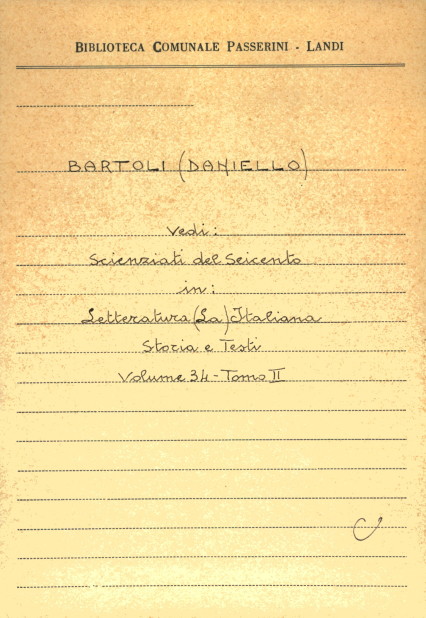 BIBLIOTECA COMUNALE PASSERINI - LANDI
BARTOLI (DANIELLO)
Vedi:
Scienziati del Seicento
in:
Letteratura (La) Italiana
Storia e Testi
Volume 34 - Tomo II